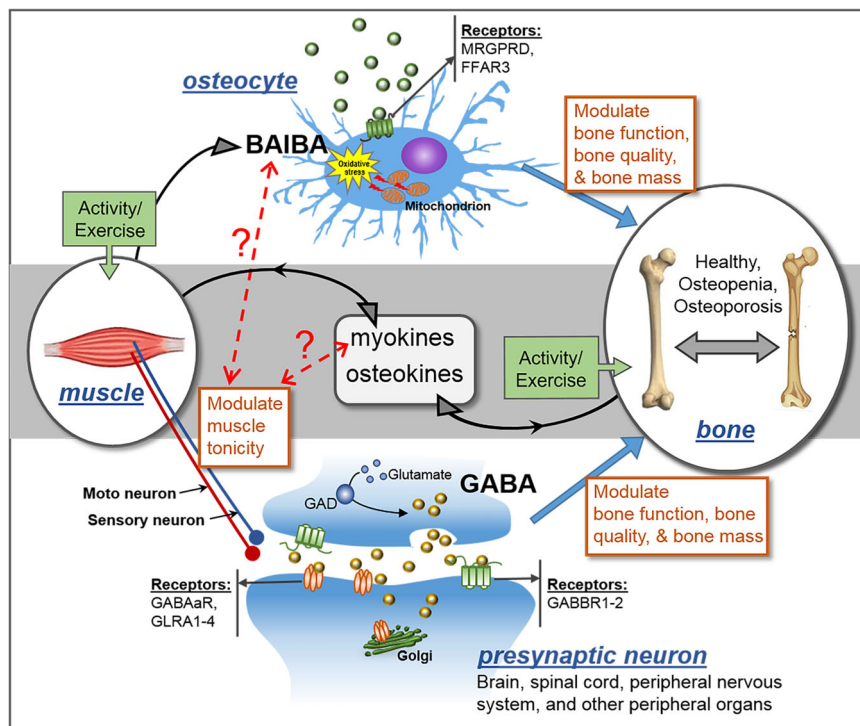 Receptors:
MRGPRD,
FFAR3
osteocyte
BAIBA
Oxidative
stress
Mitochondrion
Modulate
bone function,
bone quality,
& bone mass
Activity/
Exercise
?
Healthy,
Osteopenia,
Osteoporosis
?
myokines
osteokines
Activity/
Exercise
muscle
Modulate
muscle
tonicity
bone
Moto neuron
Sensory neuron
Glutamate
GAD
GABA
Modulate
bone function, bone
quality, & bone mass
Receptors:
GABAaR,
GLRA1-4
Receptors:
GABBR1-2
Golgi
presynaptic neuron
Brain, spinal cord, peripheral nervous
system, and other peripheral organs